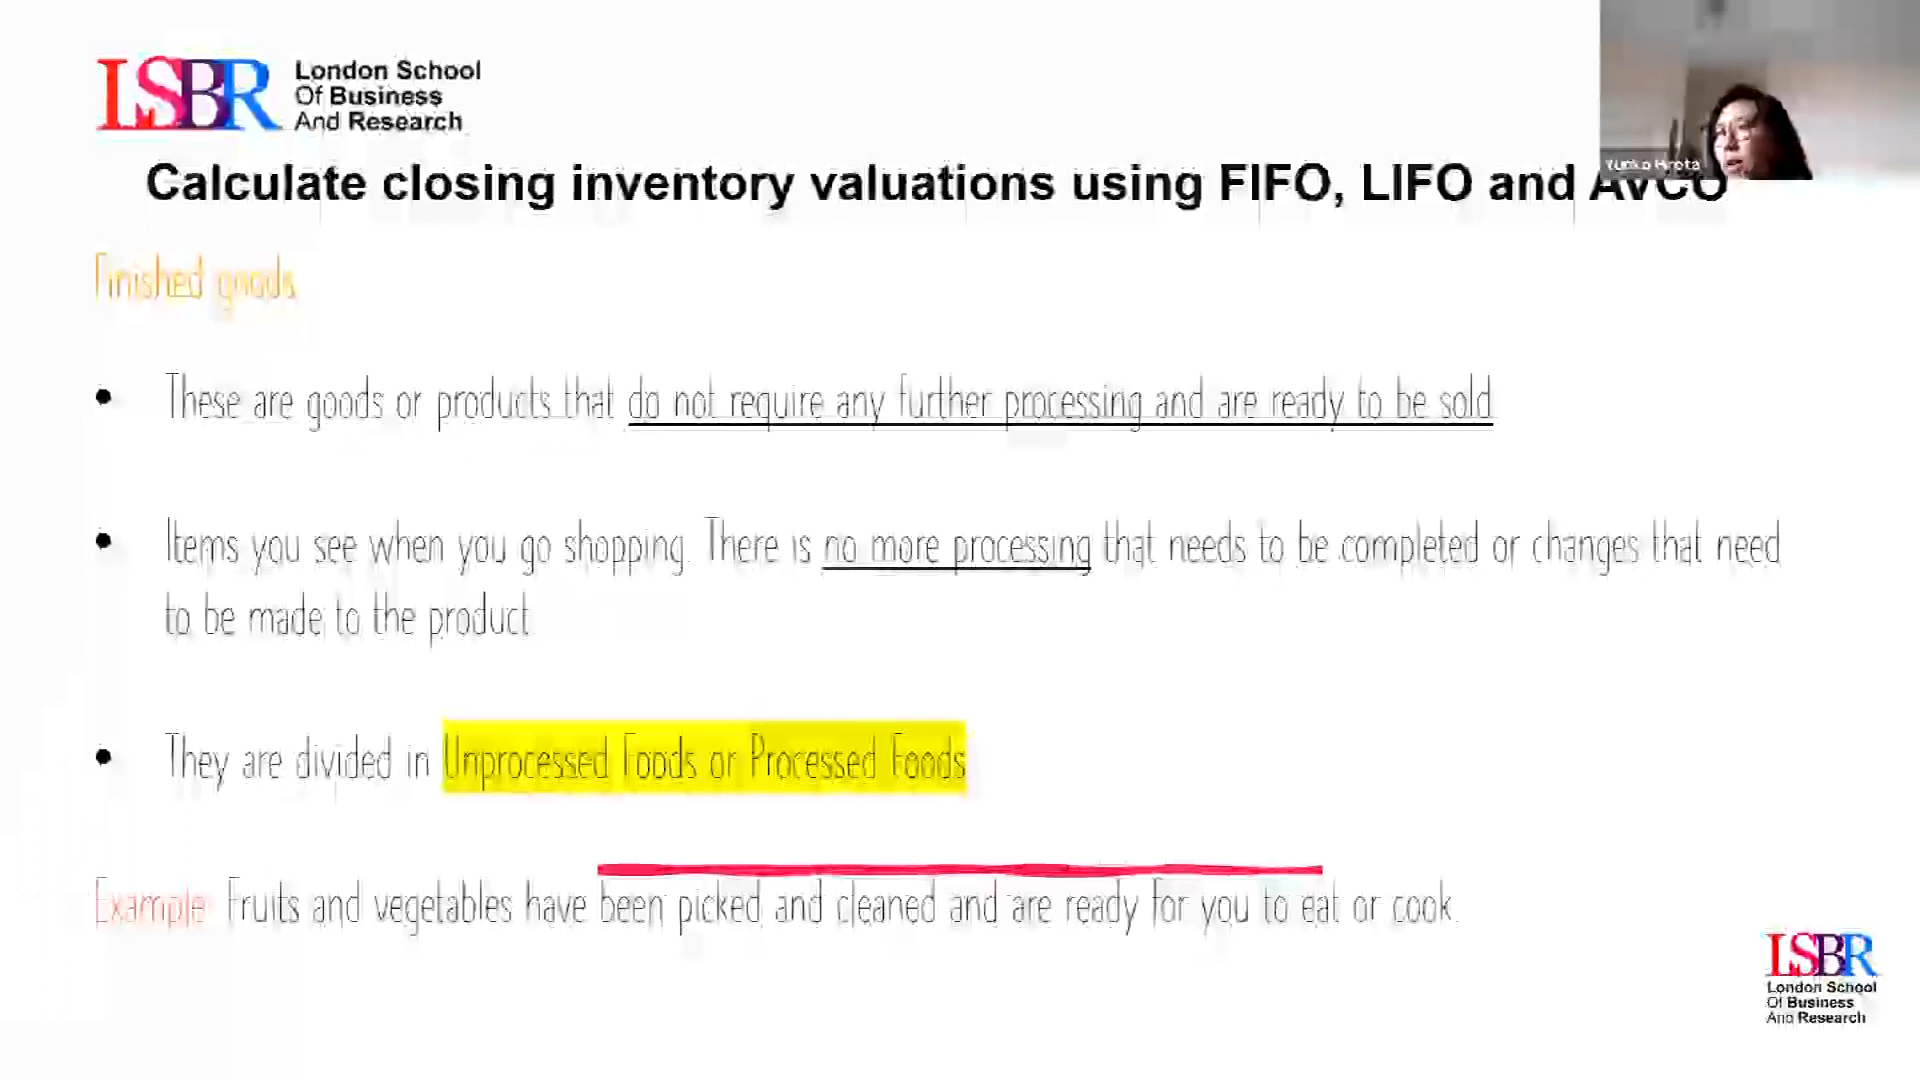 LSBR London School
Of Business
And Research
Yuriko Hirota
Calculate closing inventory valuations using FIFO, LIFO and AVCO
Finished goods
• These are goods or products that do not require any further processing and are ready to be sold
• Items you see when you go shopping. There is no more processing that needs to be completed or changes that need
to be made to the product
• They are divided in Unprocessed Foods or Processed Foods
Example: Fruits and vegetables have been picked and cleaned and are ready for you to eat or cook.
LSBR
London School
Of Business
And Research